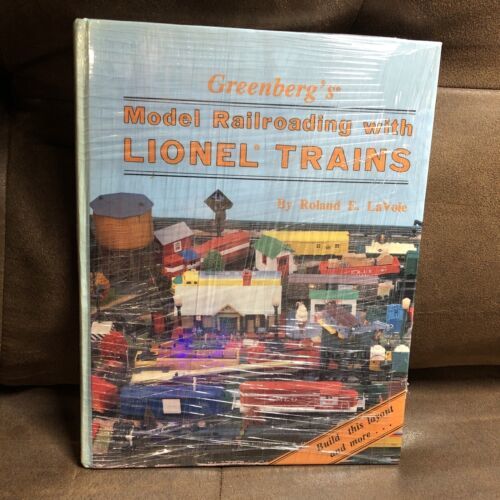 Greenberg's®
Model Railroading with
LIONEL® TRAINS
By Roland E. LaVoie
Build this layout
and more . . .